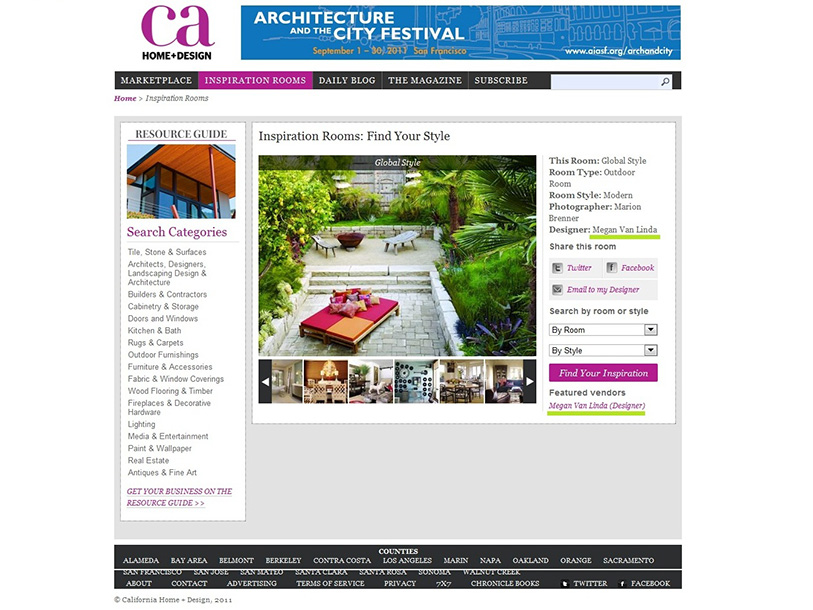 ca
HOME+DESIGN
ARCHITECTURE
AND THE CITY FESTIVAL
September 1 - 30, 2011 San Francisco
www.aiasf.org/archandcity
MARKETPLACE INSPIRATION ROOMS DAILY BLOG THE MAGAZINE SUBSCRIBE
Home > Inspiration Rooms
RESOURCE GUIDE
Search Categories
Tile, Stone & Surfaces
Architects, Designers,
Landscaping Design &
Architecture
Builders & Contractors
Cabinetry & Storage
Doors and Windows
Kitchen & Bath
Rugs & Carpets
Outdoor Furnishings
Furniture & Accessories
Fabric & Window Coverings
Wood Flooring & Timber
Fireplaces & Decorative
Hardware
Lighting
Media & Entertainment
Paint & Wallpaper
Real Estate
Antiques & Fine Art
GET YOUR BUSINESS ON THE
RESOURCE GUIDE >>
Inspiration Rooms: Find Your Style
Global Style
This Room: Global Style
Room Type: Outdoor
Room
Room Style: Modern
Photographer: Marion
Brenner
Designer: Megan Van Linda
Share this room
Twitter Facebook
Email to my Designer
Search by room or style
By Room
By Style
Find Your Inspiration
Featured vendors
Megan Van Linda (Designer)
COUNTIES
ALAMEDA BAY AREA BELMONT BERKELEY CONTRA COSTA LOS ANGELES MARIN NAPA OAKLAND ORANGE SACRAMENTO
SAN FRANCISCO SAN JOSE SAN MATEO SANTA CLARA SANTA ROSA SONOMA WALNUT CREEK
ABOUT CONTACT ADVERTISING TERMS OF SERVICE PRIVACY 7X7 CHRONICLE BOOKS TWITTER FACEBOOK
© California Home + Design, 2011